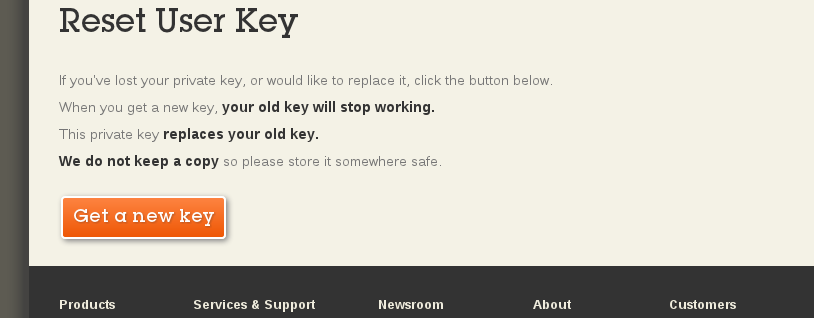 Reset User Key
If you've lost your private key, or would like to replace it, click the button below.
When you get a new key, your old key will stop working.
This private key replaces your old key.
We do not keep a copy so please store it somewhere safe.
Get a new key
Products Services & Support Newsroom About Customers